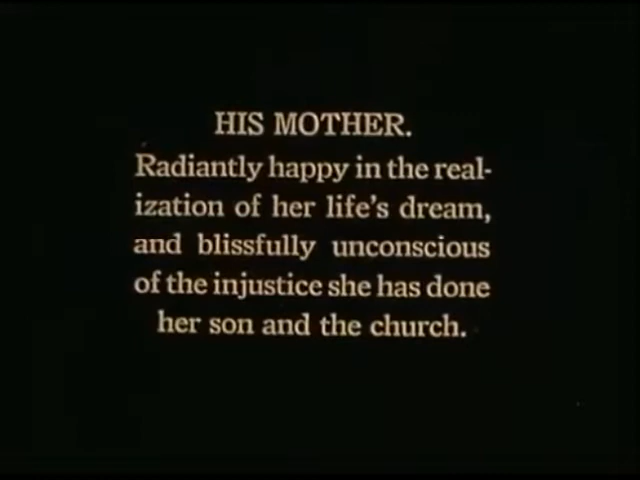 HIS MOTHER.
Radiantly happy in the real-
ization of her life's dream,
and blissfully unconscious
of the injustice she has done
her son and the church.